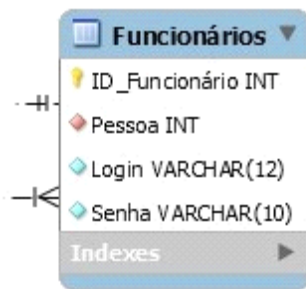 Funcionários
ID_Funcionário INT
Pessoa INT
Login VARCHAR(12)
Senha VARCHAR(10)
Indexes